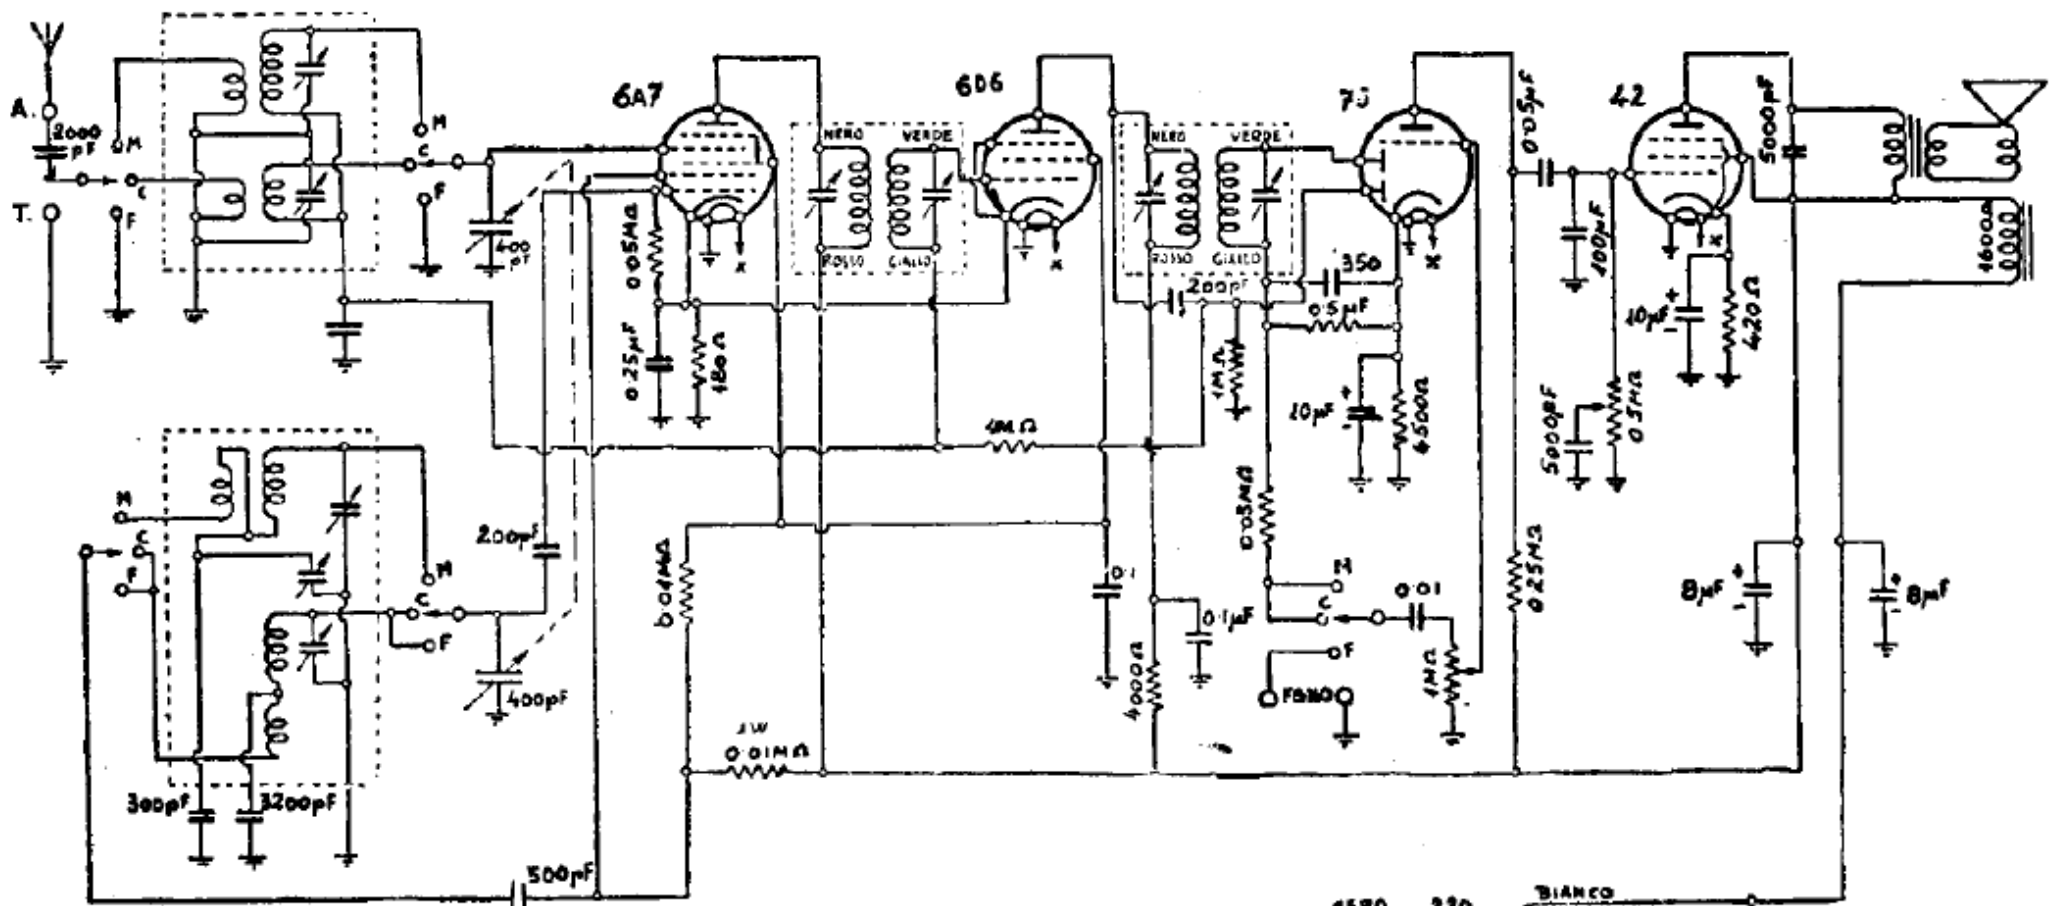 A.
2000
pF
M
C
F
T.
M
C
F
400
pF
6A7
0.05MΩ
0.25µF
180Ω
x
NERO
VERDE
ROSSO
GIALLO
6D6
x
NERO
VERDE
ROSSO
GIALLO
200pF
350
0.5µF
1MΩ
10µF
+
-
4500Ω
75
x
0.05µF
100µF
42
x
5000pF
10µF
+
-
420Ω
1600Ω
5000pF
0.5MΩ
1MΩ
M
C
F
M
C
F
200pF
400pF
300pF
3200pF
500pF
1W
0.01MΩ
0.1
0.1µF
4000Ω
0.05MΩ
M
C
F
0.01
1MΩ
FONO
0.25MΩ
8µF
+
-
8µF
+
-
BIANCO